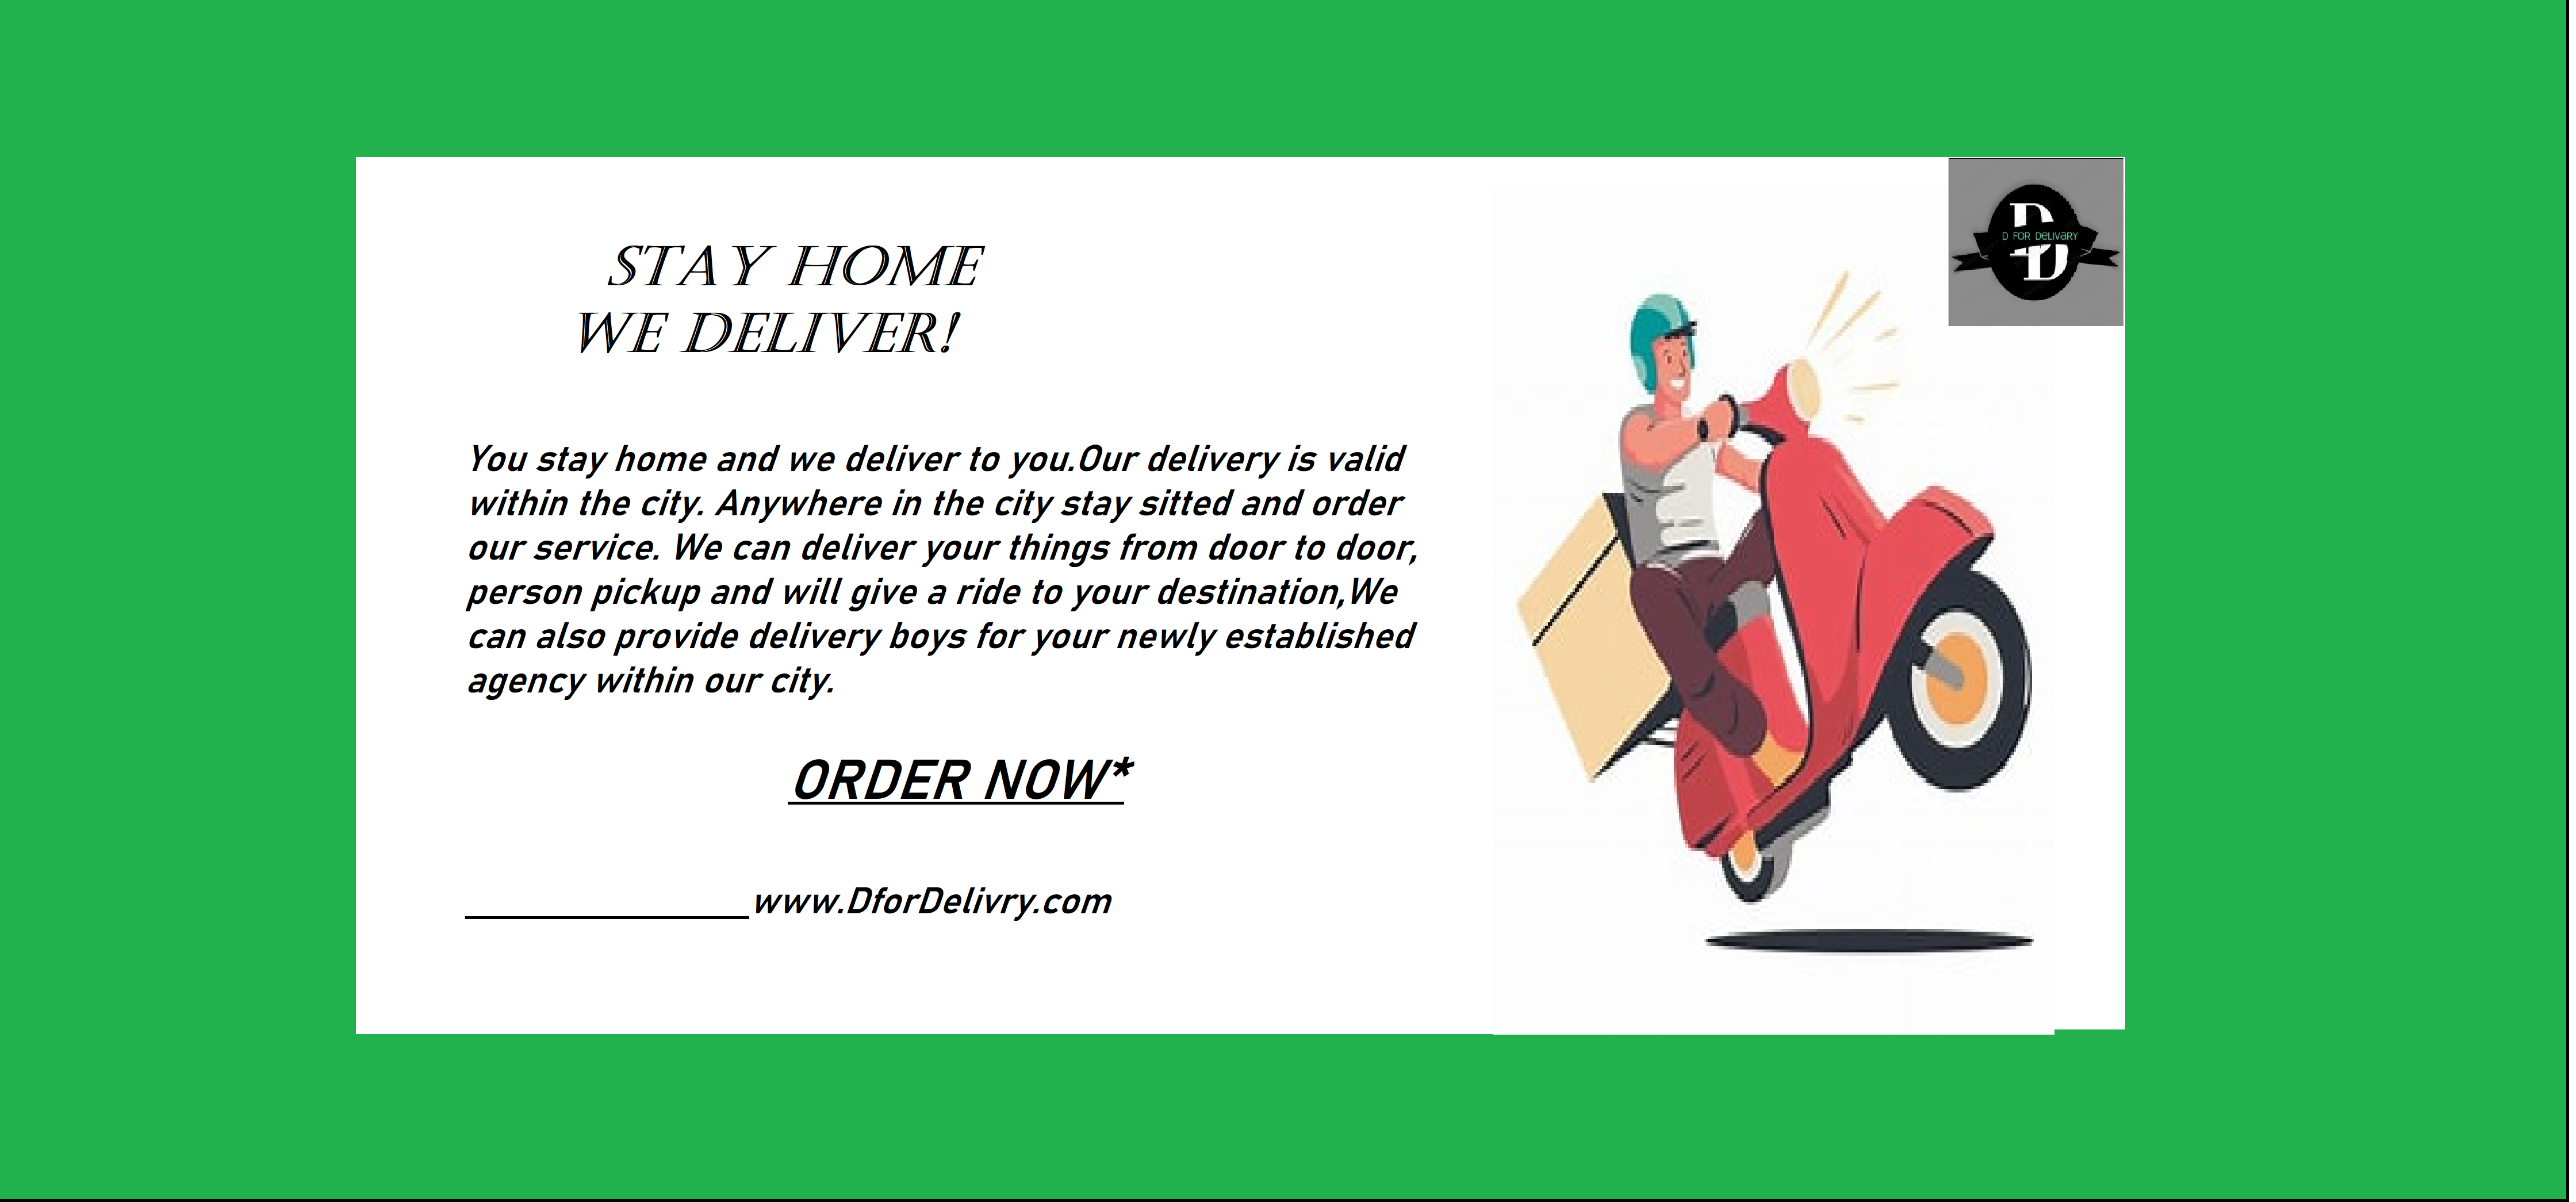 STAY HOME
WE DELIVER!
D
D FOR DELIVARY
D
You stay home and we deliver to you.Our delivery is valid
within the city. Anywhere in the city stay sitted and order
our service. We can deliver your things from door to door,
person pickup and will give a ride to your destination,We
can also provide delivery boys for your newly established
agency within our city.
ORDER NOW*
www.DforDelivry.com